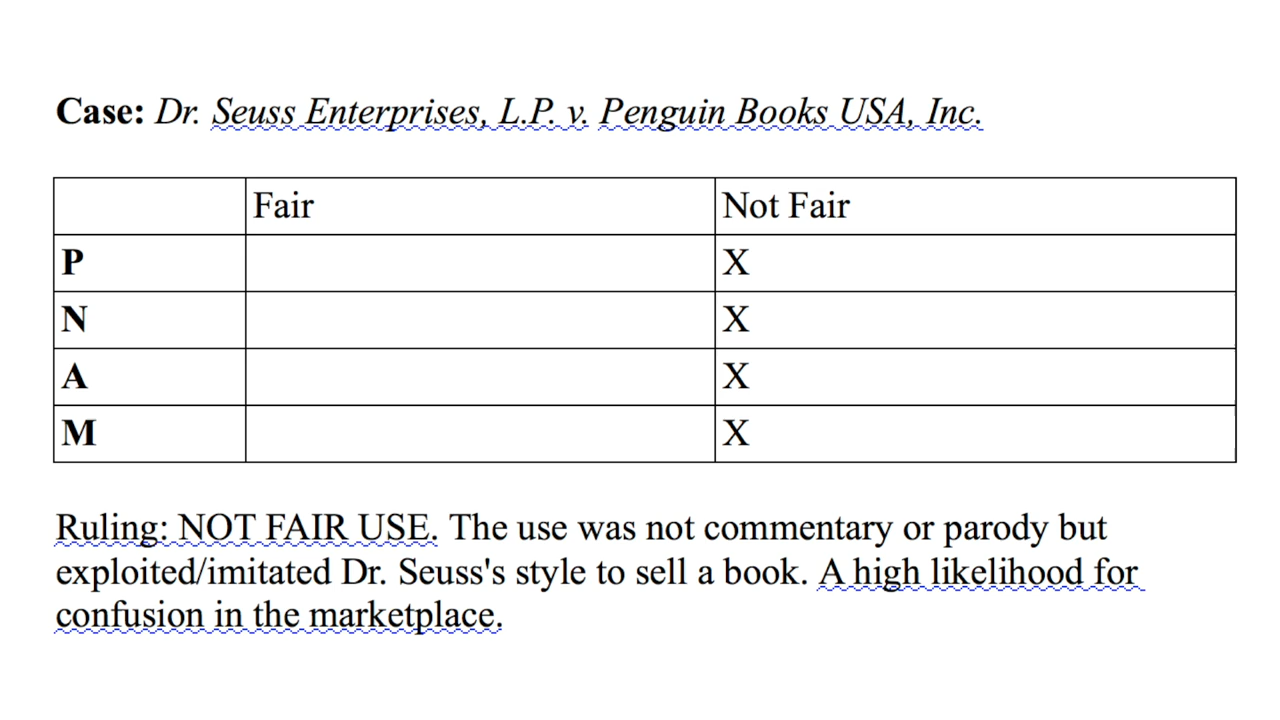 Case: Dr. Seuss Enterprises, L.P. v. Penguin Books USA, Inc.
Fair Not Fair
P X
N X
A X
M X
Ruling: NOT FAIR USE. The use was not commentary or parody but
exploited/imitated Dr. Seuss's style to sell a book. A high likelihood for
confusion in the marketplace.